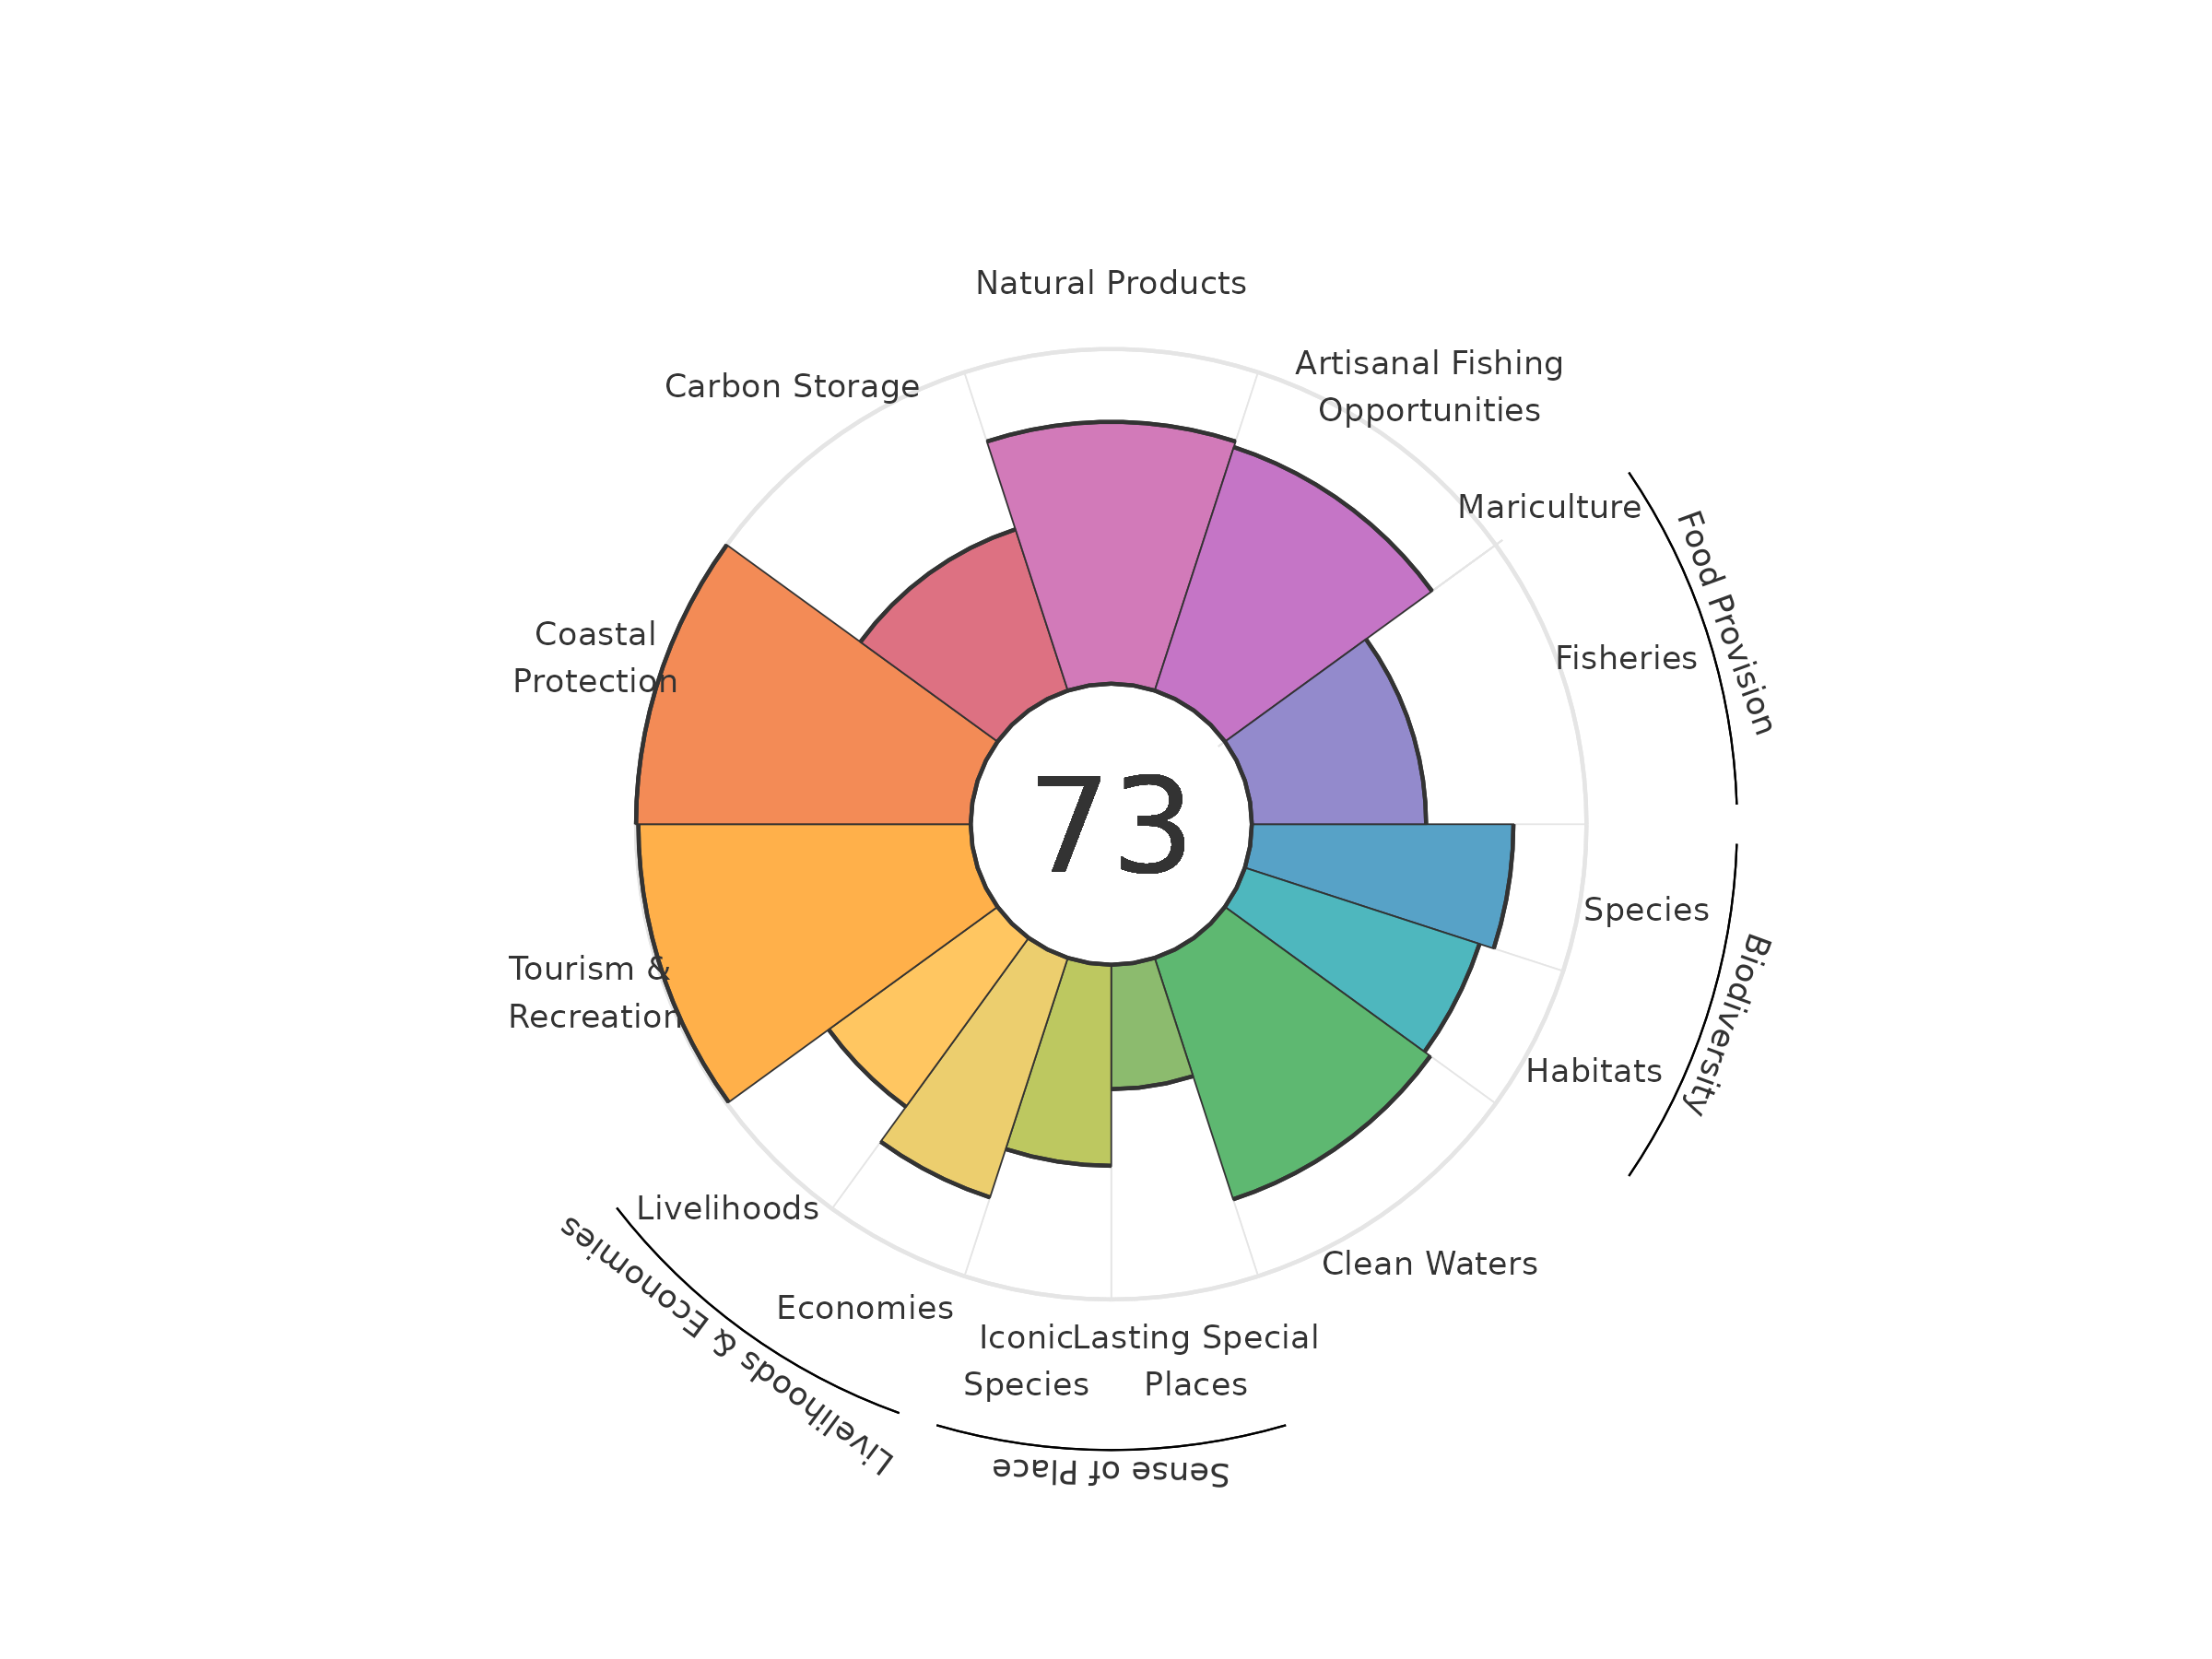 Natural Products
Artisanal Fishing
Opportunities
Carbon Storage
Mariculture
Food Provision
Fisheries
Coastal
Protection
73
Species
Biodiversity
Tourism &
Recreation
Habitats
Livelihoods
Clean Waters
Livelihoods & Economies
Economies
Iconic
Species
Lasting Special
Places
Sense of Place